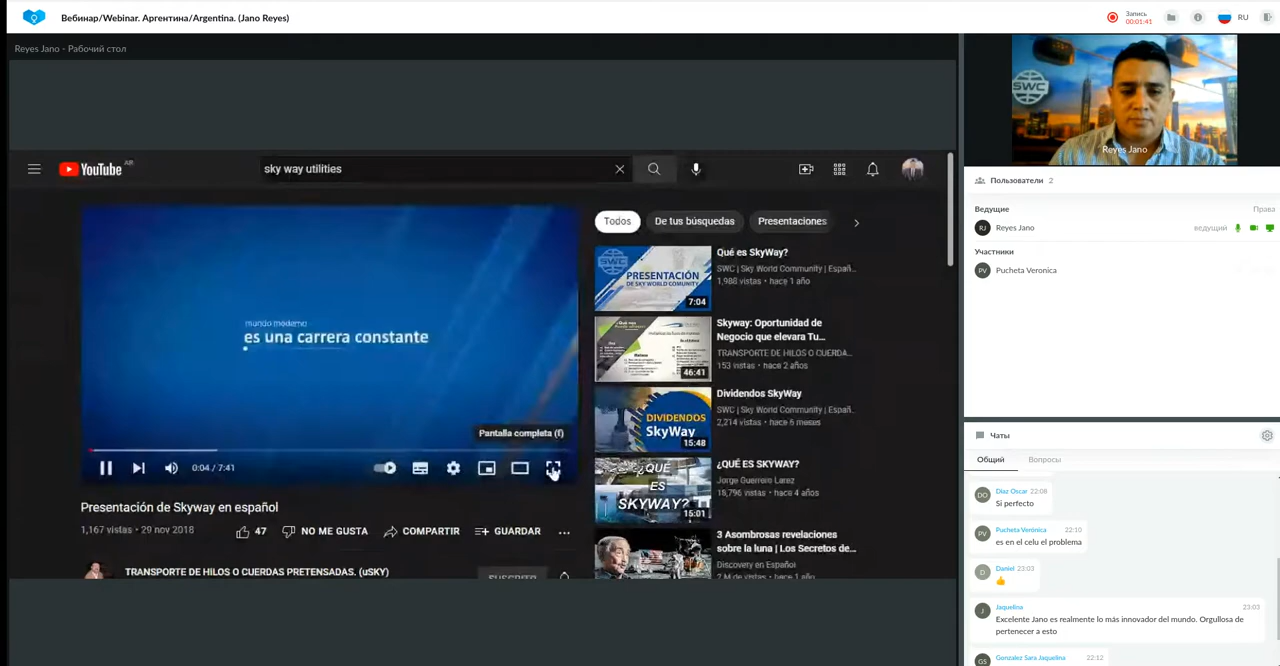 Вебинар/Webinar. Аргентина/Argentina. (Jano Reyes)
Запись
00:01:41
RU
Reyes Jano - Рабочий стол
YouTube AR
sky way utilities
mundo moderno
es una carrera constante
Pantalla completa (f)
0:04 / 7:41
Presentación de Skyway en español
1,167 vistas • 29 nov 2018
47
NO ME GUSTA
COMPARTIR
GUARDAR
TRANSPORTE DE HILOS O CUERDAS PRETENSADAS. (uSKY)
SUSCRITO
Todos
De tus búsquedas
Presentaciones
SWC
PRESENTACIÓN
DE SKY WORLD COMUNITY
7:04
Qué es SkyWay?
SWC | Sky World Community | Españ...
1,988 vistas • hace 1 año
46:41
Skyway: Oportunidad de
Negocio que elevara Tu...
TRANSPORTE DE HILOS O CUERDA...
153 vistas • hace 2 años
DIVIDENDOS
SkyWay
15:48
Dividendos SkyWay
SWC | Sky World Community | Españ...
2,214 vistas • hace 6 meses
¿QUÉ
ES
SKYWAY?
15:01
¿QUÉ ES SKYWAY?
Jorge Guerrero Larez
18,796 vistas • hace 4 años
3 Asombrosas revelaciones
sobre la luna | Los Secretos de...
Discovery en Español
2 M de vistas • hace 1 año
SWC
Reyes Jano
Пользователи 2
Ведущие
Права
RJ
Reyes Jano
ведущий
Участники
PV
Pucheta Veronica
Чаты
Общий
Вопросы
DO
Diaz Oscar 22:08
Si perfecto
PV
Pucheta Verónica 22:10
es en el celu el problema
D
Daniel 23:03
👍
J
Jaquelina 23:03
Excelente Jano es realmente lo más innovador del mundo. Orgullosa de
pertenecer a esto
GS
Gonzalez Sara Jaquelina 22:12